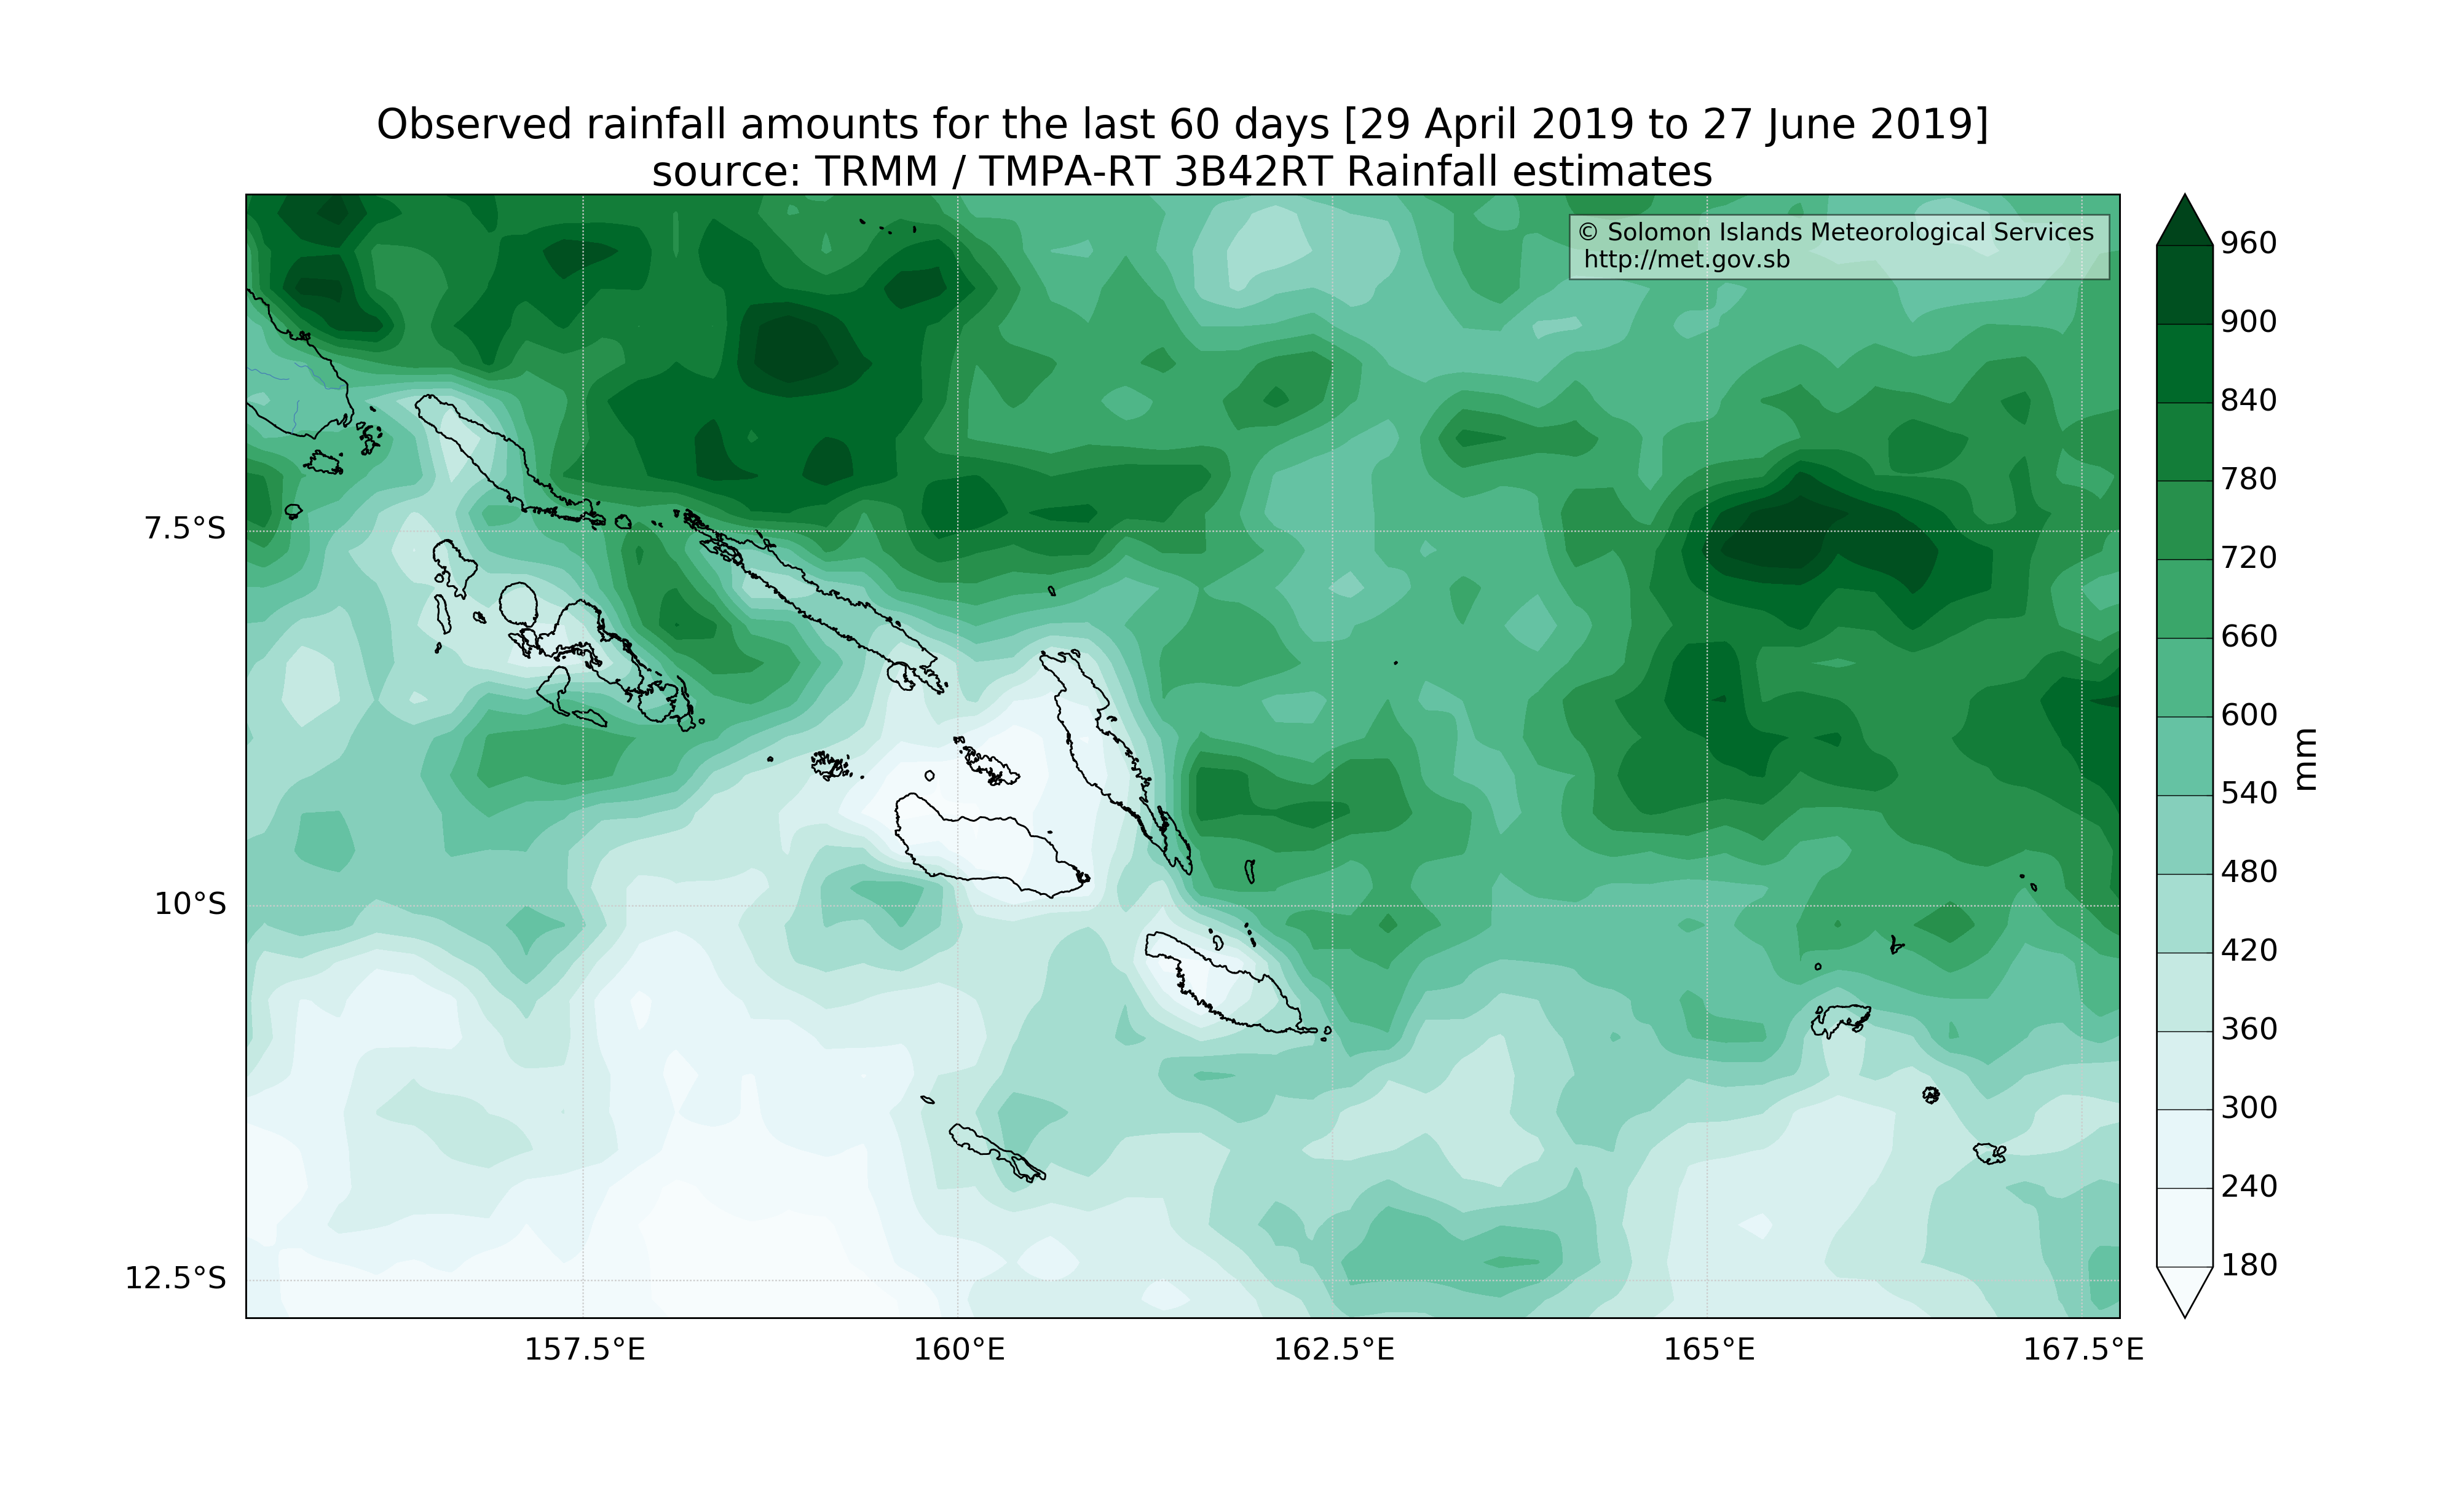 Observed rainfall amounts for the last 60 days [29 April 2019 to 27 June 2019]
source: TRMM / TMPA-RT 3B42RT Rainfall estimates
© Solomon Islands Meteorological Services
http://met.gov.sb
7.5°S
10°S
12.5°S
157.5°E
160°E
162.5°E
165°E
167.5°E
960
900
840
780
720
660
600
540
480
420
360
300
240
180
mm